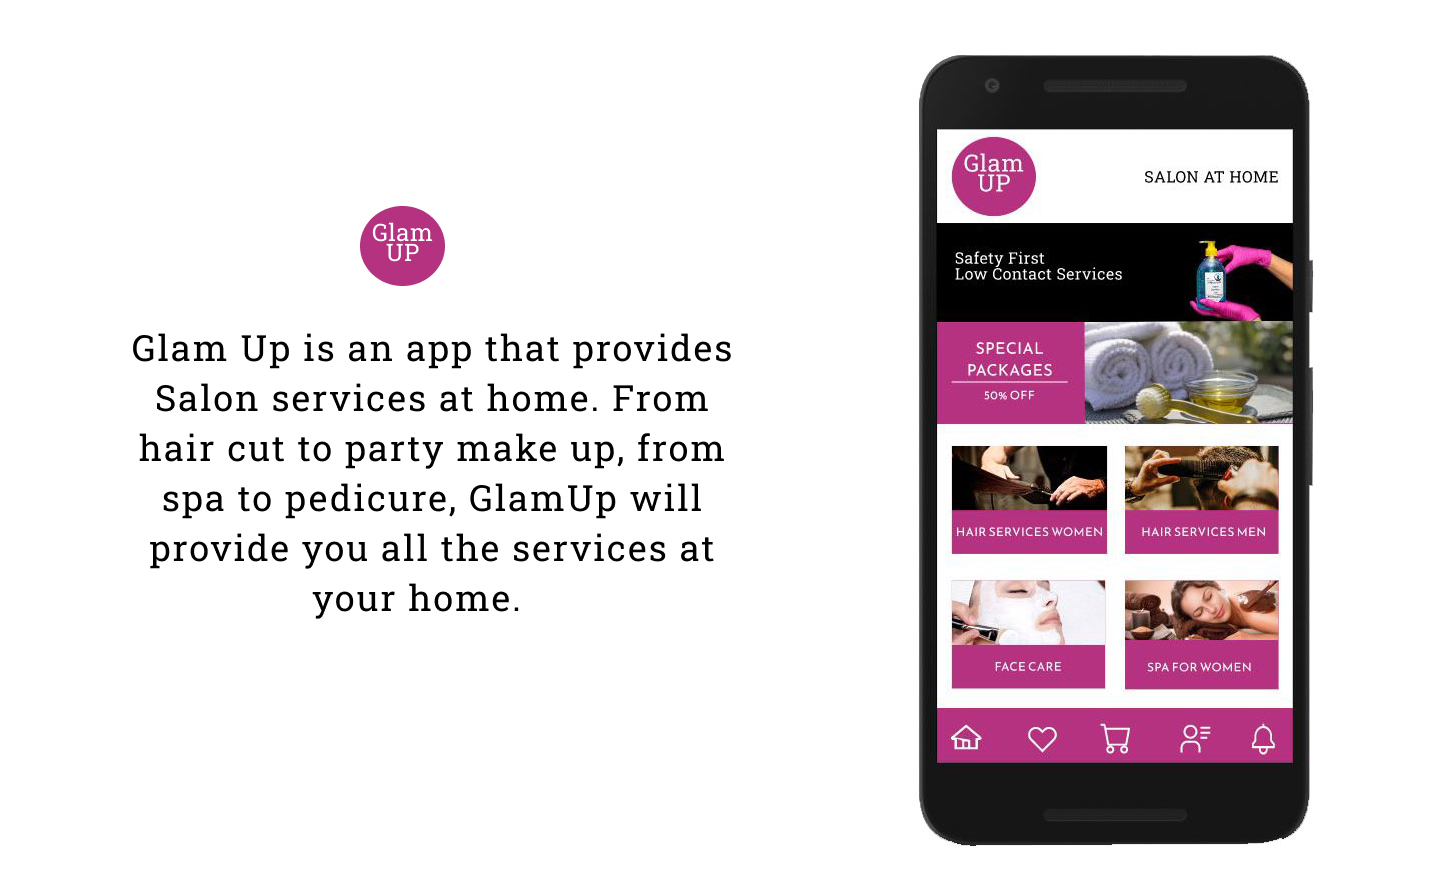 Glam
UP
Glam Up is an app that provides
Salon services at home. From
hair cut to party make up, from
spa to pedicure, GlamUp will
provide you all the services at
your home.
Glam
UP
SALON AT HOME
Safety First
Low Contact Services
SPECIAL
PACKAGES
50% OFF
HAIR SERVICES WOMEN
HAIR SERVICES MEN
FACE CARE
SPA FOR WOMEN